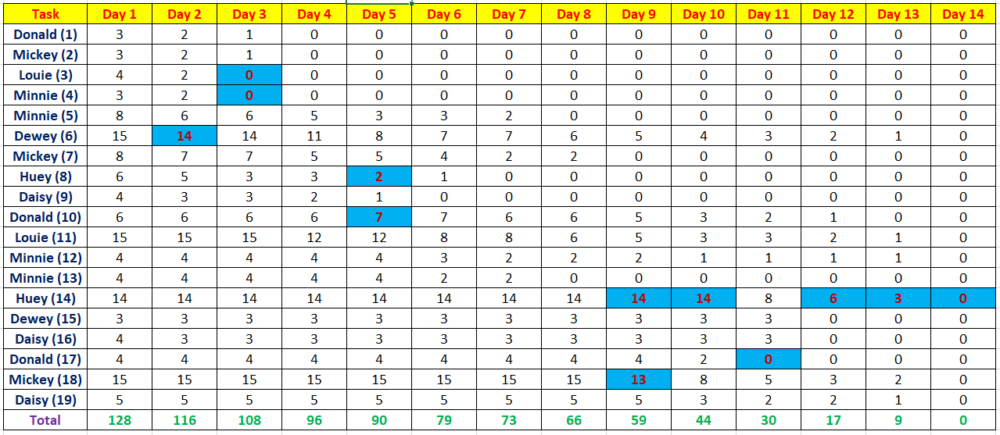 Task Day 1 Day 2 Day 3 Day 4 Day 5 Day 6 Day 7 Day 8 Day 9 Day 10 Day 11 Day 12 Day 13 Day 14
Donald (1) 3 2 1 0 0 0 0 0 0 0 0 0 0 0
Mickey (2) 3 2 1 0 0 0 0 0 0 0 0 0 0 0
Louie (3) 4 2 0 0 0 0 0 0 0 0 0 0 0 0
Minnie (4) 3 2 0 0 0 0 0 0 0 0 0 0 0 0
Minnie (5) 8 6 6 5 3 3 2 0 0 0 0 0 0 0
Dewey (6) 15 14 14 11 8 7 7 6 5 4 3 2 1 0
Mickey (7) 8 7 7 5 5 4 2 2 0 0 0 0 0 0
Huey (8) 6 5 3 3 2 1 0 0 0 0 0 0 0 0
Daisy (9) 4 3 3 2 1 0 0 0 0 0 0 0 0 0
Donald (10) 6 6 6 6 7 7 6 6 5 3 2 1 0 0
Louie (11) 15 15 15 12 12 8 8 6 5 3 3 2 1 0
Minnie (12) 4 4 4 4 4 3 2 2 2 1 1 1 1 0
Minnie (13) 4 4 4 4 4 2 2 0 0 0 0 0 0 0
Huey (14) 14 14 14 14 14 14 14 14 14 14 8 6 3 0
Dewey (15) 3 3 3 3 3 3 3 3 3 3 3 0 0 0
Daisy (16) 4 3 3 3 3 3 3 3 3 3 3 0 0 0
Donald (17) 4 4 4 4 4 4 4 4 4 2 0 0 0 0
Mickey (18) 15 15 15 15 15 15 15 15 13 8 5 3 2 0
Daisy (19) 5 5 5 5 5 5 5 5 5 3 2 2 1 0
Total 128 116 108 96 90 79 73 66 59 44 30 17 9 0